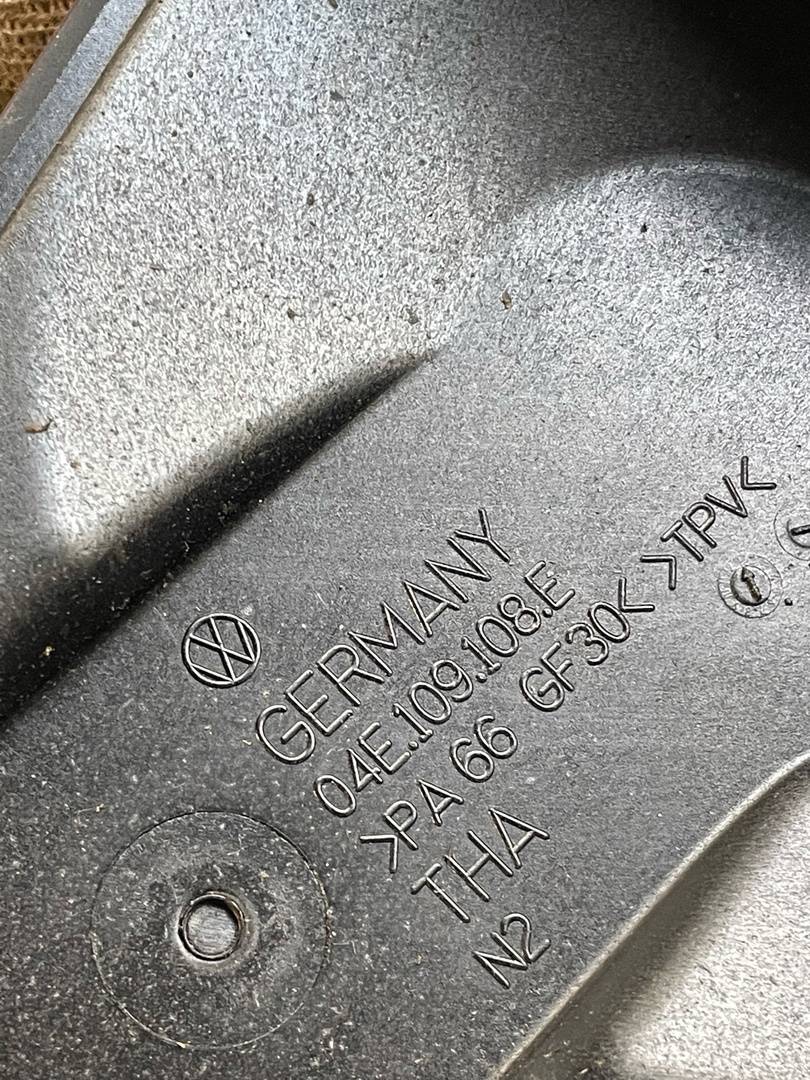 GERMANY
04E.109.108.E
>PA 66 GF30< >TPV<
THA
N2